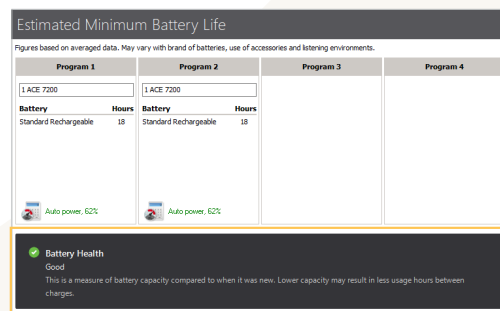 Estimated Minimum Battery Life
Figures based on averaged data. May vary with brand of batteries, use of accessories and listening environments.
Program 1 Program 2 Program 3 Program 4
1 ACE 7200 1 ACE 7200
Battery Hours Battery Hours
Standard Rechargeable 18 Standard Rechargeable 18
Auto power, 62% Auto power, 62%
Battery Health
Good
This is a measure of battery capacity compared to when it was new. Lower capacity may result in less usage hours between
charges.